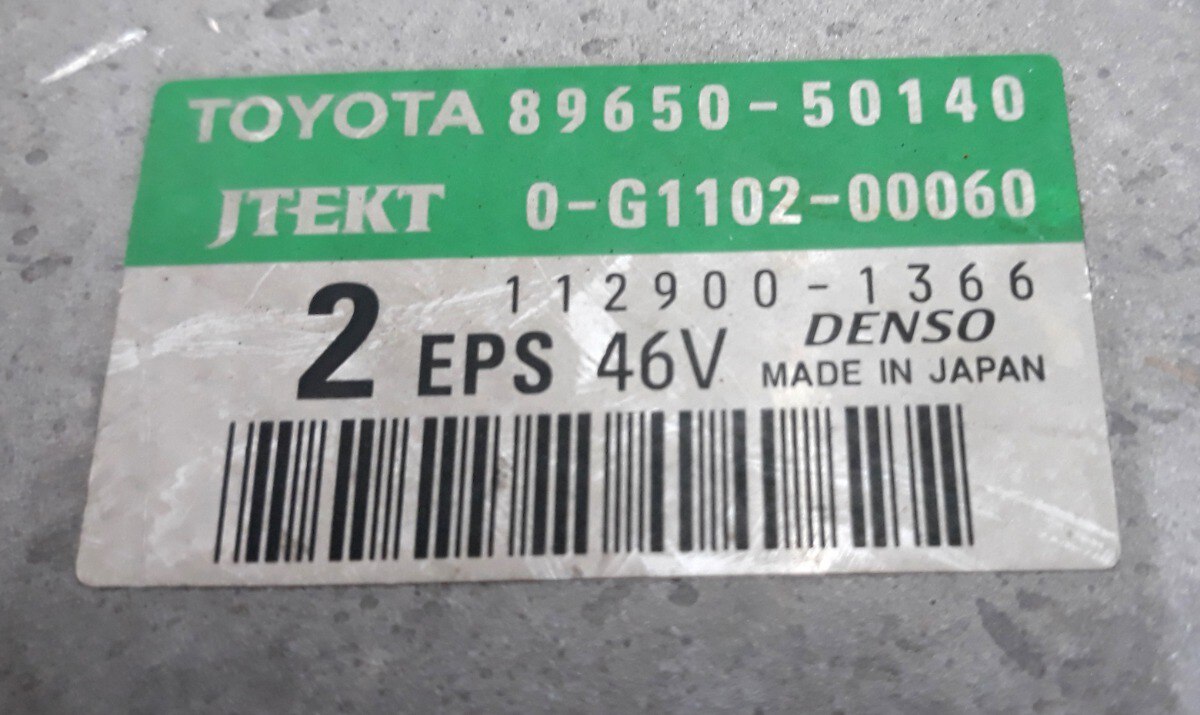 TOYOTA 89650-50140
JTEKT 0-G1102-00060
112900-1366
2 EPS 46V DENSO
MADE IN JAPAN